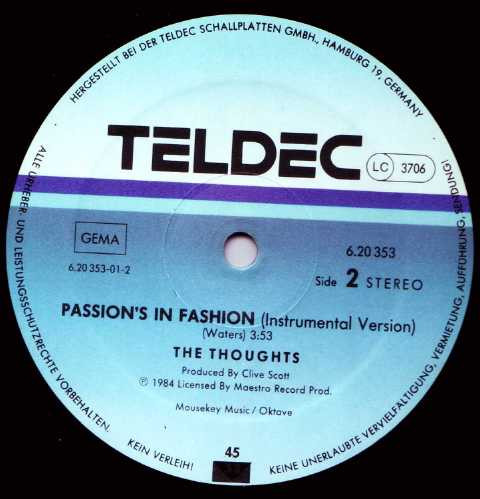 HERGESTELLT BEI DER TELDEC SCHALLPLATTEN GMBH., HAMBURG 19, GERMANY
TELDEC
LC 3706
GEMA
6.20 353-01-2
6.20 353
Side 2 STEREO
PASSION'S IN FASHION (Instrumental Version)
(Waters) 3:53
THE THOUGHTS
Produced By Clive Scott
℗ 1984 Licensed By Maestro Record Prod.
Mousekey Music / Oktave
45
ALLE URHEBER- UND LEISTUNGSSCHUTZRECHTE VORBEHALTEN.
KEIN VERLEIH!
KEINE UNERLAUBTE VERVIELFÄLTIGUNG, VERMIETUNG, AUFFÜHRUNG, SENDUNG!